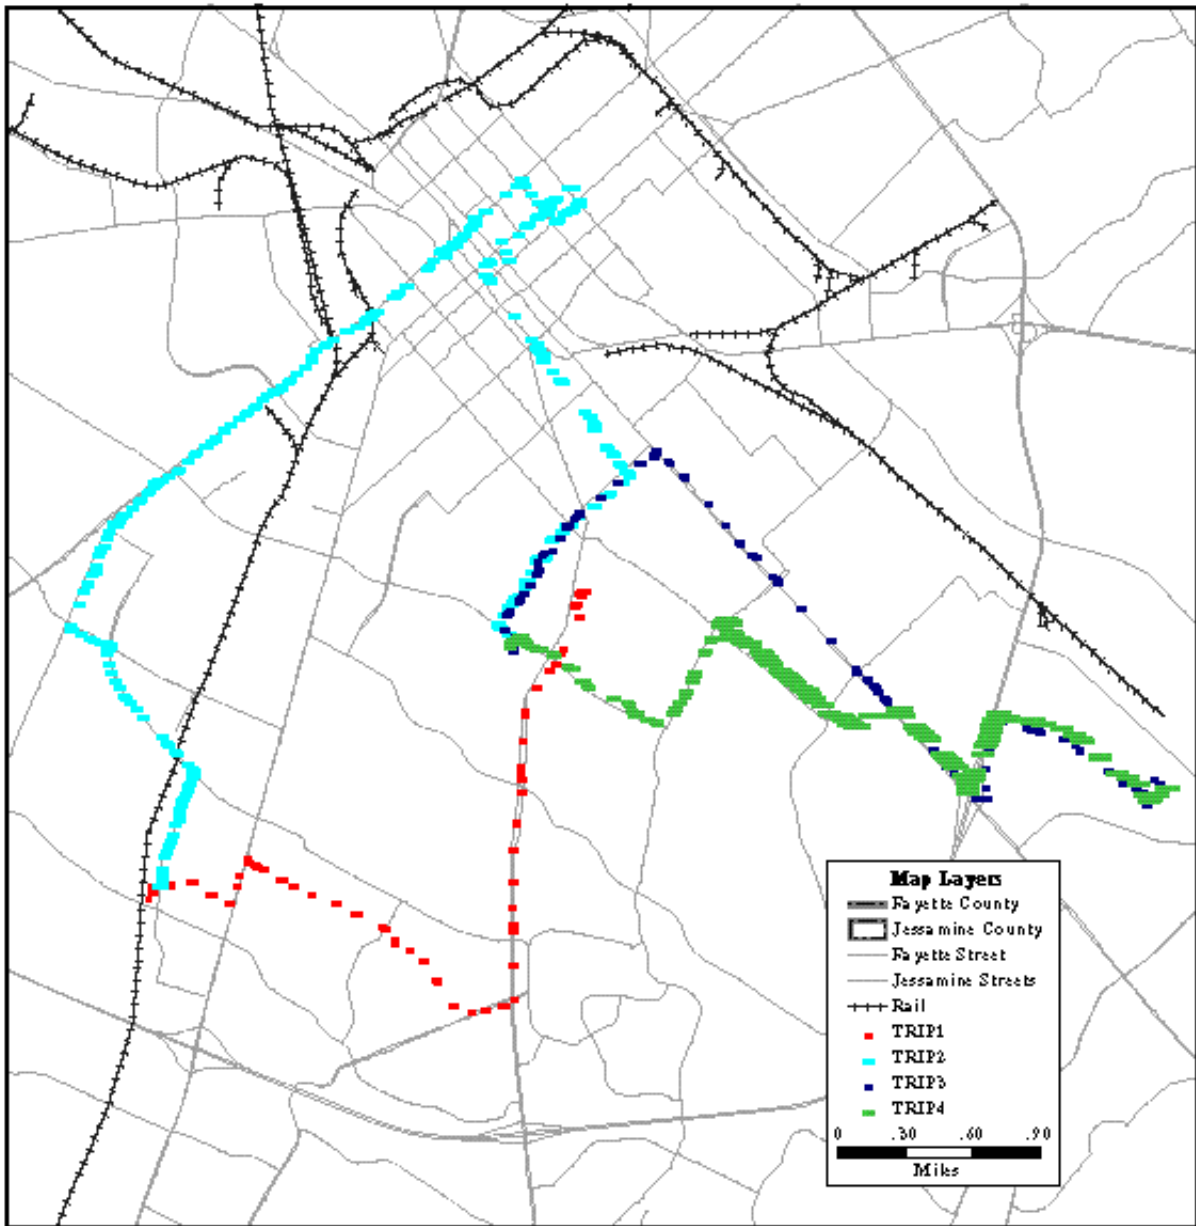 Map Layers
Fayette County
Jessamine County
Fayette Street
Jessamine Streets
Rail
TRIP1
TRIP2
TRIP3
TRIP4
0 .30 .60 .90
Miles